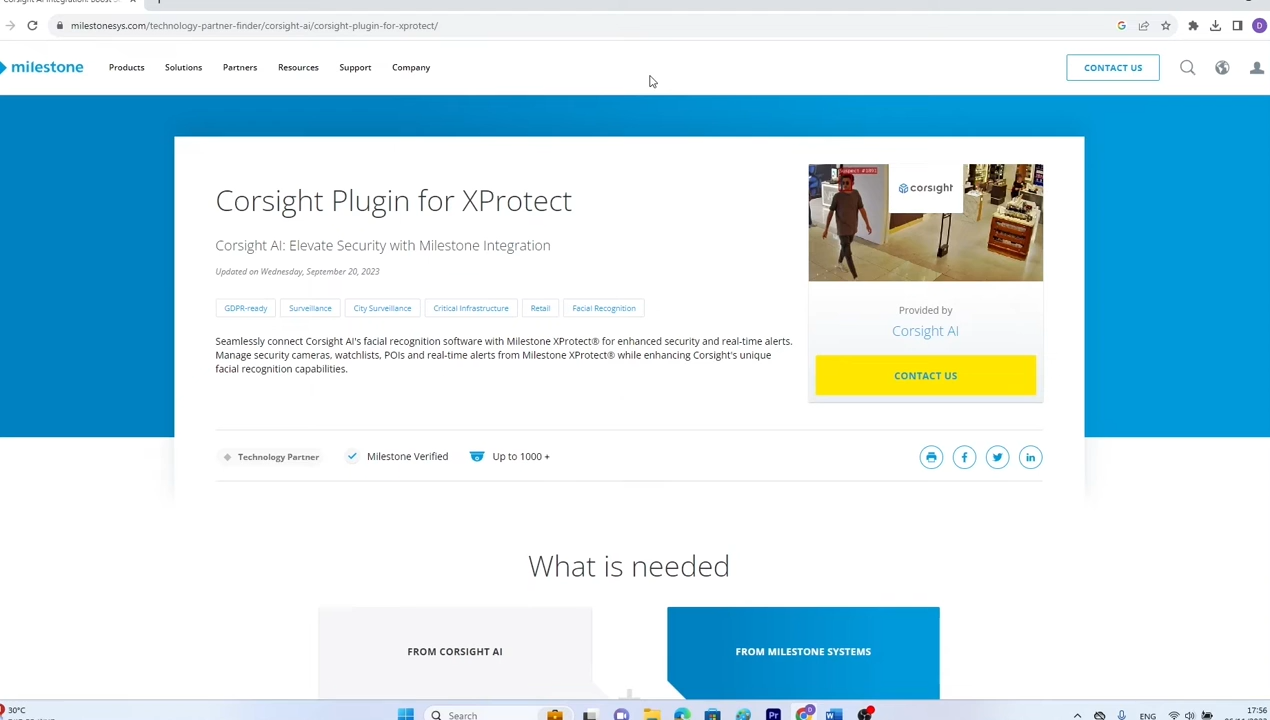 milestonesys.com/technology-partner-finder/corsight-ai/corsight-plugin-for-xprotect/
milestone
Products
Solutions
Partners
Resources
Support
Company
CONTACT US
Corsight Plugin for XProtect
Corsight AI: Elevate Security with Milestone Integration
Updated on Wednesday, September 20, 2023
GDPR-ready
Surveillance
City Surveillance
Critical Infrastructure
Retail
Facial Recognition
Seamlessly connect Corsight AI's facial recognition software with Milestone XProtect® for enhanced security and real-time alerts.
Manage security cameras, watchlists, POIs and real-time alerts from Milestone XProtect® while enhancing Corsight's unique
facial recognition capabilities.
corsight
Provided by
Corsight AI
CONTACT US
Technology Partner
Milestone Verified
Up to 1000 +
What is needed
FROM CORSIGHT AI
FROM MILESTONE SYSTEMS
30°C
Search
ENG
17:56